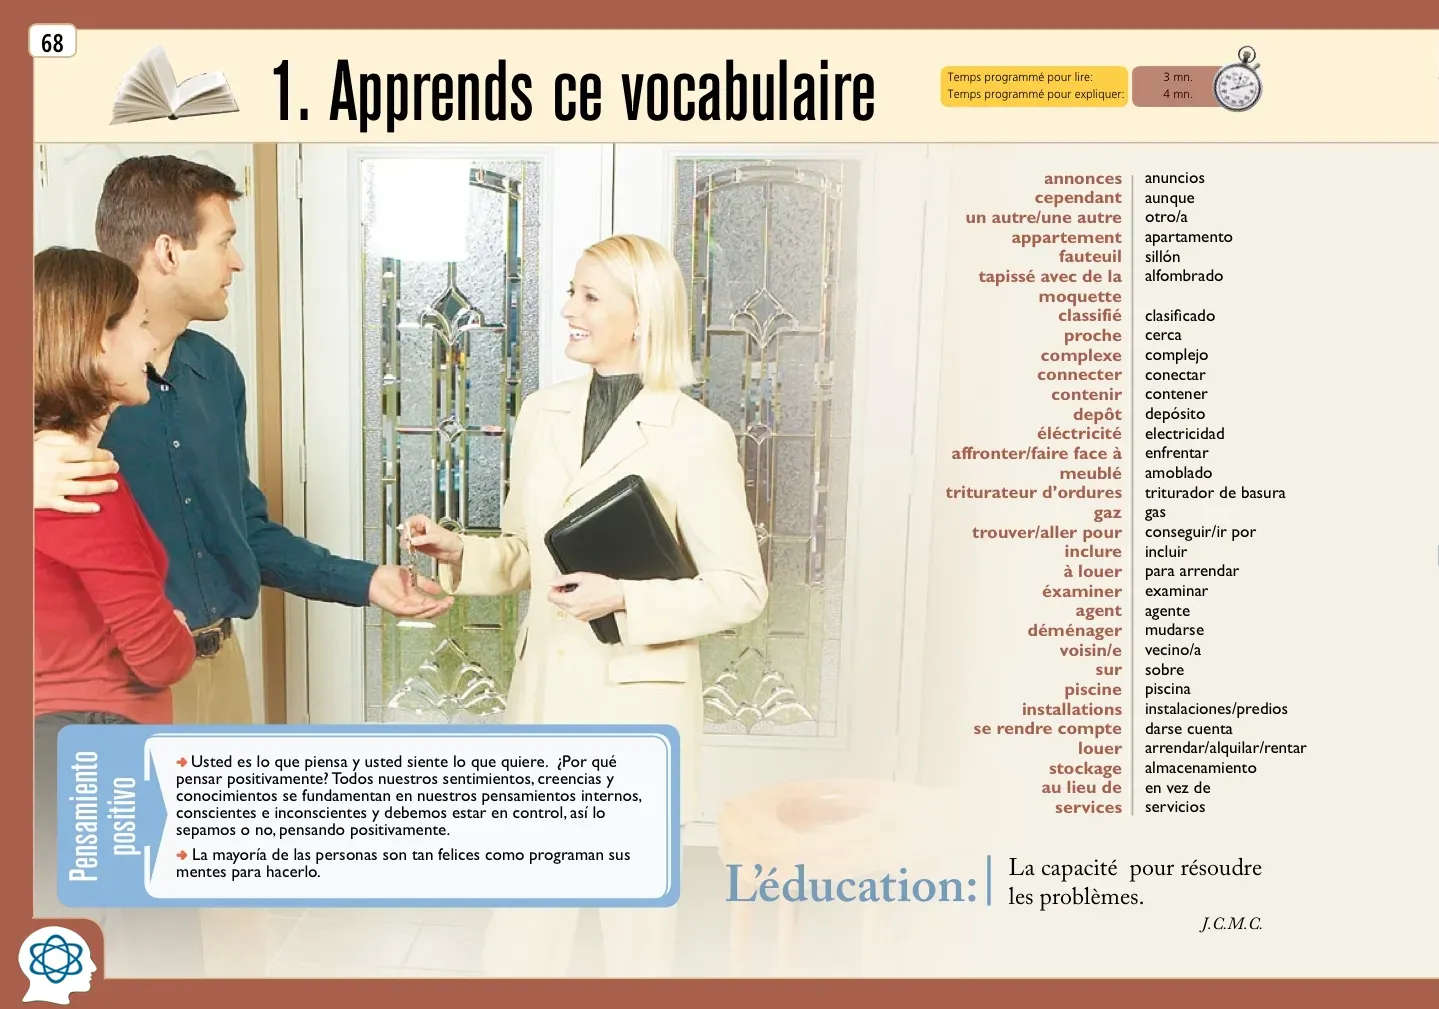 68
1. Apprends ce vocabulaire
Temps programmé pour lire: 3 mn.
Temps programmé pour expliquer: 4 mn.
annonces anuncios
cependant aunque
un autre/une autre otro/a
appartement apartamento
fauteuil sillón
tapissé avec de la alfombrado
moquette
classifié clasificado
proche cerca
complexe complejo
connecter conectar
contenir contener
depôt depósito
éléctricité electricidad
affronter/faire face à enfrentar
meublé amoblado
triturateur d'ordures triturador de basura
gaz gas
trouver/aller pour conseguir/ir por
inclure incluir
à louer para arrendar
éxaminer examinar
agent agente
déménager mudarse
voisin/e vecino/a
sur sobre
piscine piscina
installations instalaciones/predios
se rendre compte darse cuenta
louer arrendar/alquilar/rentar
stockage almacenamiento
au lieu de en vez de
services servicios
Pensamiento
positivo
Usted es lo que piensa y usted siente lo que quiere. ¿Por qué
pensar positivamente? Todos nuestros sentimientos, creencias y
conocimientos se fundamentan en nuestros pensamientos internos,
conscientes e inconscientes y debemos estar en control, así lo
sepamos o no, pensando positivamente.
La mayoría de las personas son tan felices como programan sus
mentes para hacerlo.
L'éducation:
La capacité pour résoudre
les problèmes.
J.C.M.C.